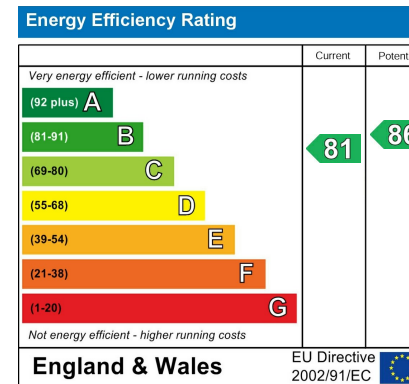 Energy Efficiency Rating
Current Potent
Very energy efficient - lower running costs
(92 plus) A
(81-91) B
(69-80) C
(55-68) D
(39-54) E
(21-38) F
(1-20) G
81
86
Not energy efficient - higher running costs
England & Wales
EU Directive
2002/91/EC